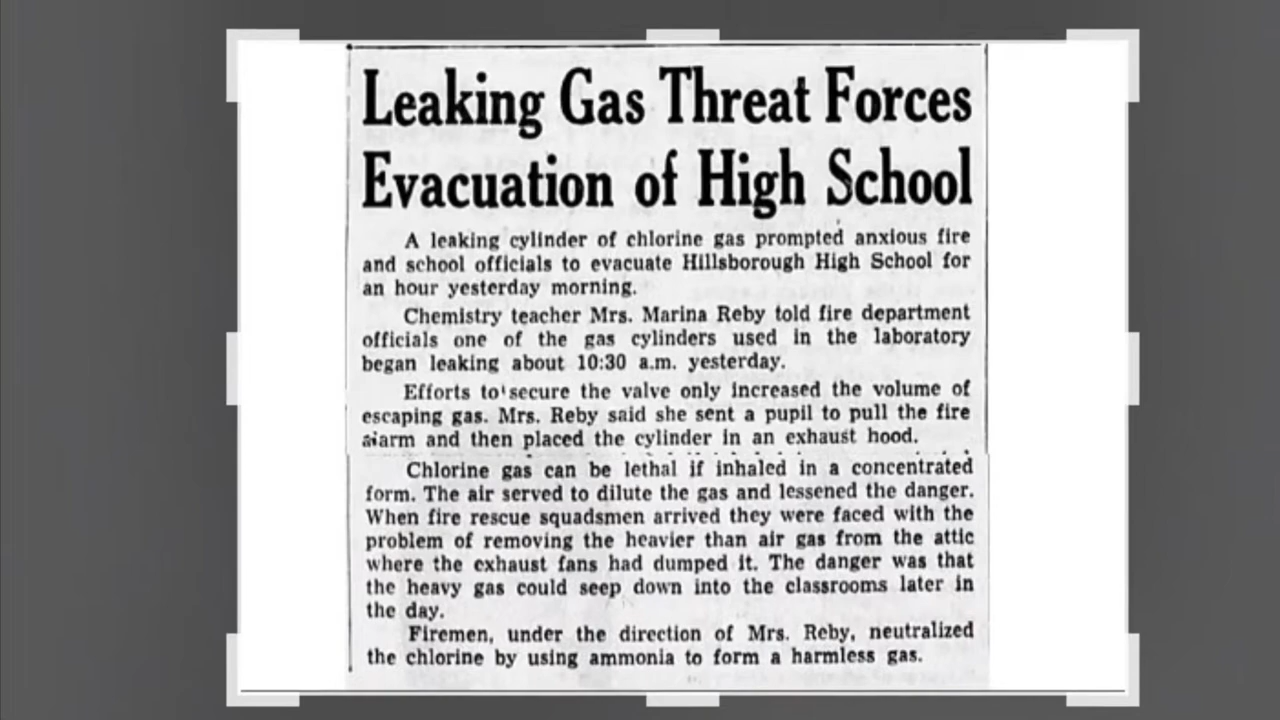 Leaking Gas Threat Forces
Evacuation of High School
A leaking cylinder of chlorine gas prompted anxious fire
and school officials to evacuate Hillsborough High School for
an hour yesterday morning.
Chemistry teacher Mrs. Marina Reby told fire department
officials one of the gas cylinders used in the laboratory
began leaking about 10:30 a.m. yesterday.
Efforts to secure the valve only increased the volume of
escaping gas. Mrs. Reby said she sent a pupil to pull the fire
alarm and then placed the cylinder in an exhaust hood.
Chlorine gas can be lethal if inhaled in a concentrated
form. The air served to dilute the gas and lessened the danger.
When fire rescue squadsmen arrived they were faced with the
problem of removing the heavier than air gas from the attic
where the exhaust fans had dumped it. The danger was that
the heavy gas could seep down into the classrooms later in
the day.
Firemen, under the direction of Mrs. Reby, neutralized
the chlorine by using ammonia to form a harmless gas.